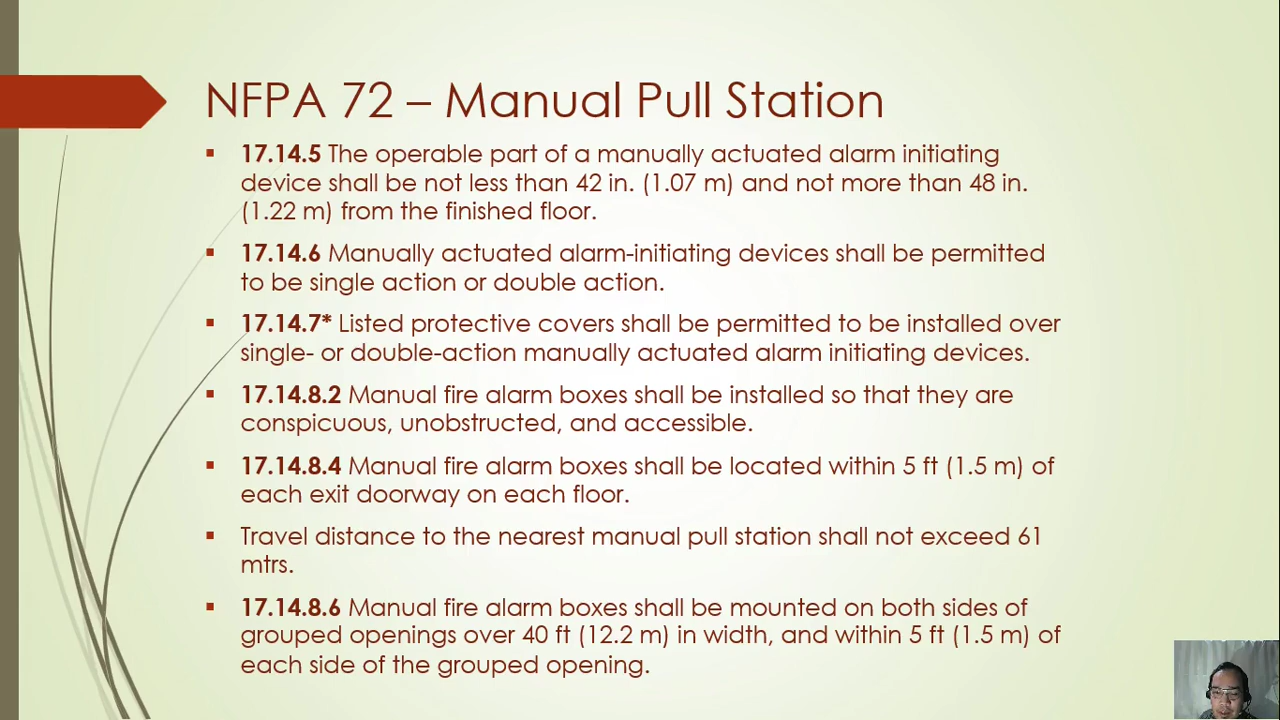 NFPA 72 – Manual Pull Station
▪ 17.14.5 The operable part of a manually actuated alarm initiating
device shall be not less than 42 in. (1.07 m) and not more than 48 in.
(1.22 m) from the finished floor.
▪ 17.14.6 Manually actuated alarm-initiating devices shall be permitted
to be single action or double action.
▪ 17.14.7* Listed protective covers shall be permitted to be installed over
single- or double-action manually actuated alarm initiating devices.
▪ 17.14.8.2 Manual fire alarm boxes shall be installed so that they are
conspicuous, unobstructed, and accessible.
▪ 17.14.8.4 Manual fire alarm boxes shall be located within 5 ft (1.5 m) of
each exit doorway on each floor.
▪ Travel distance to the nearest manual pull station shall not exceed 61
mtrs.
▪ 17.14.8.6 Manual fire alarm boxes shall be mounted on both sides of
grouped openings over 40 ft (12.2 m) in width, and within 5 ft (1.5 m) of
each side of the grouped opening.